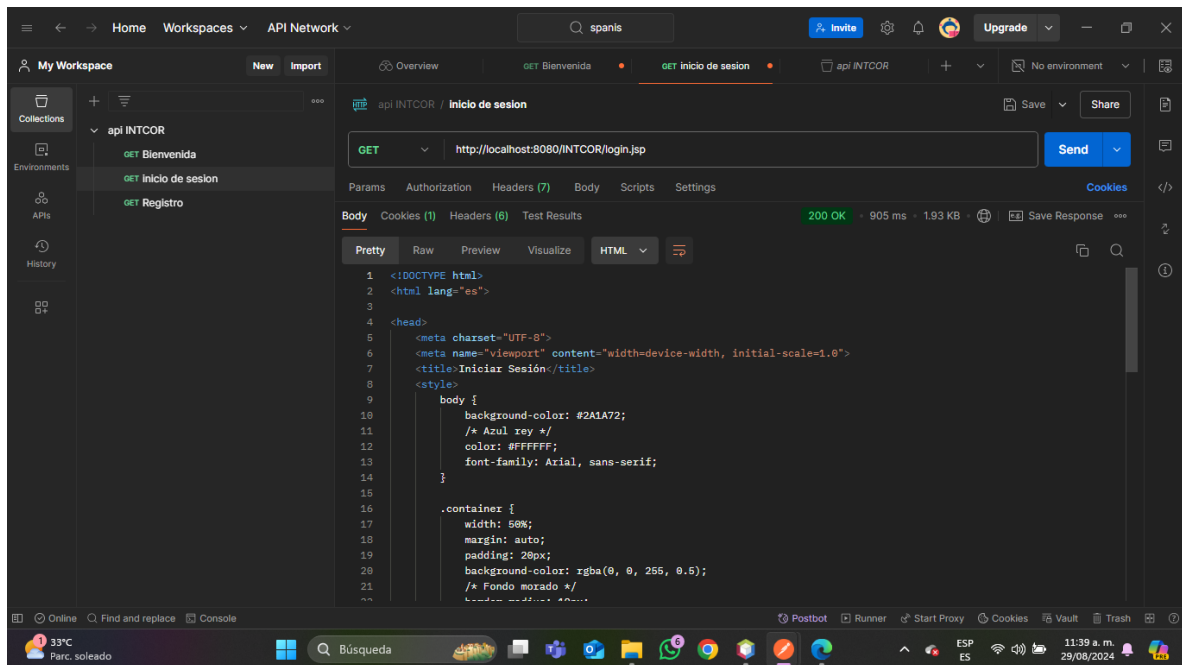 Home Workspaces API Network spanis Invite Upgrade
My Workspace New Import Overview GET Bienvenida GET inicio de sesion api INTCOR No environment
Collections
Environments
APIs
History
api INTCOR
GET Bienvenida
GET inicio de sesion
GET Registro
HTTP api INTCOR / inicio de sesion Save Share
GET http://localhost:8080/INTCOR/login.jsp Send
Params Authorization Headers (7) Body Scripts Settings Cookies
Body Cookies (1) Headers (6) Test Results 200 OK 905 ms 1.93 KB Save Response
Pretty Raw Preview Visualize HTML
1 <!DOCTYPE html>
2 <html lang="es">
3
4 <head>
5 <meta charset="UTF-8">
6 <meta name="viewport" content="width=device-width, initial-scale=1.0">
7 <title>Iniciar Sesión</title>
8 <style>
9 body {
10 background-color: #2A1A72;
11 /* Azul rey */
12 color: #FFFFFF;
13 font-family: Arial, sans-serif;
14 }
15
16 .container {
17 width: 50%;
18 margin: auto;
19 padding: 20px;
20 background-color: rgba(0, 0, 255, 0.5);
21 /* Fondo morado */
Online Find and replace Console Postbot Runner Start Proxy Cookies Vault Trash
1 33°C
Parc. soleado
Búsqueda
6
ESP
ES
11:39 a. m.
29/08/2024
PRE